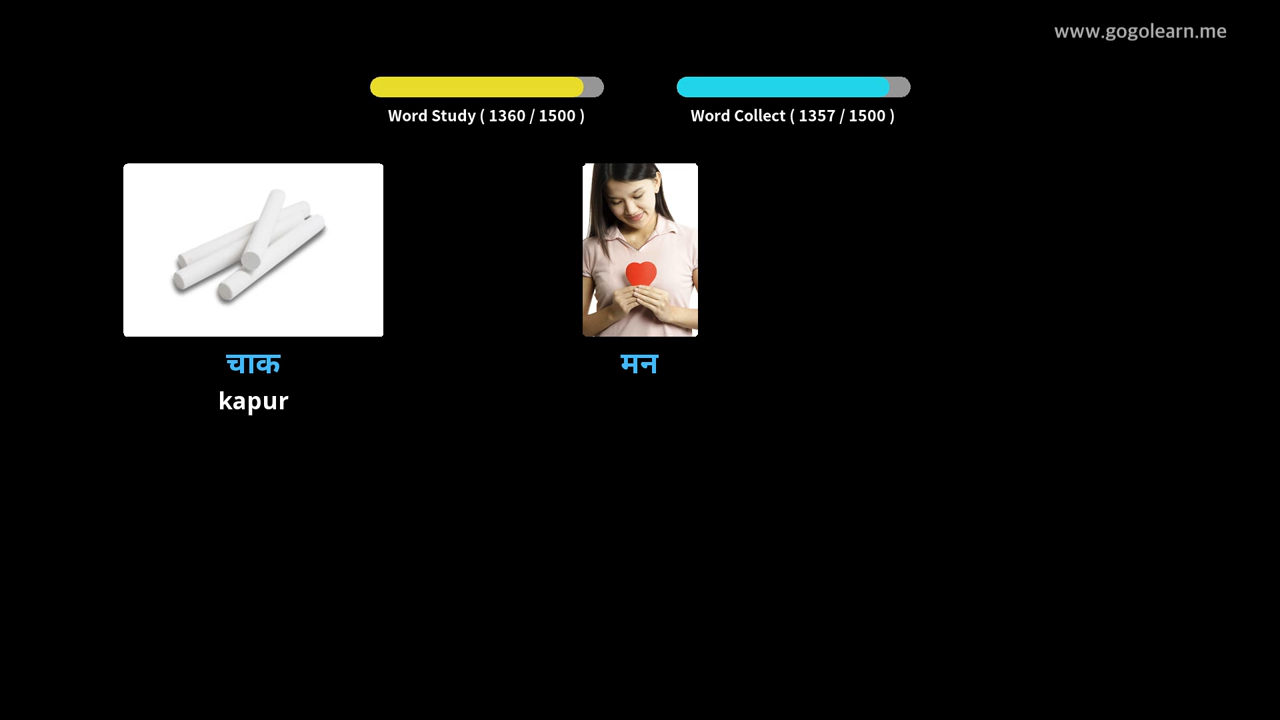 www.gogolearn.me
Word Study ( 1360 / 1500 )
Word Collect ( 1357 / 1500 )
चाक
kapur
मन